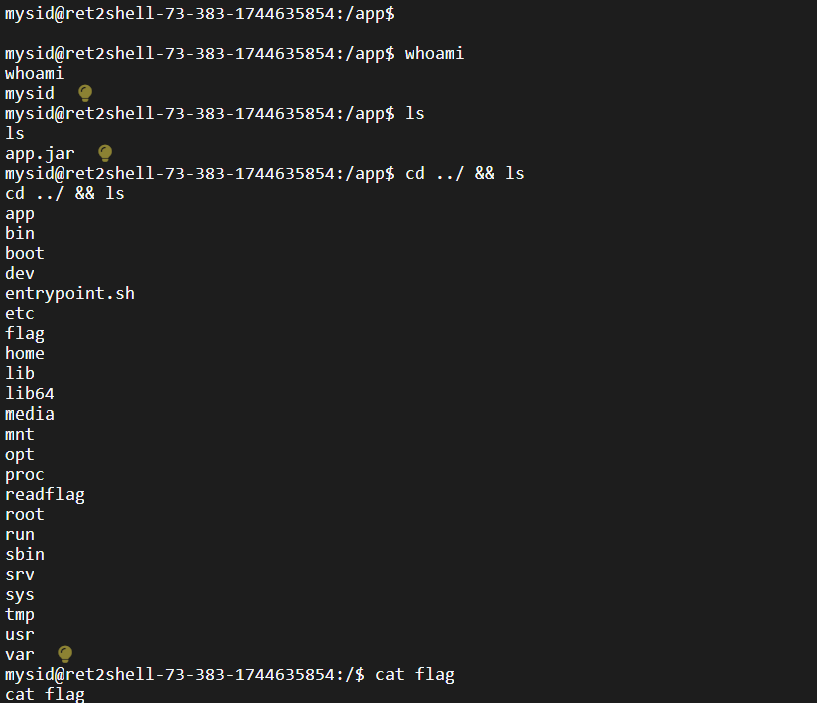 mysid@ret2shell-73-383-1744635854:/app$
mysid@ret2shell-73-383-1744635854:/app$ whoami
whoami
mysid
mysid@ret2shell-73-383-1744635854:/app$ ls
ls
app.jar
mysid@ret2shell-73-383-1744635854:/app$ cd ../ && ls
cd ../ && ls
app
bin
boot
dev
entrypoint.sh
etc
flag
home
lib
lib64
media
mnt
opt
proc
readflag
root
run
sbin
srv
sys
tmp
usr
var
mysid@ret2shell-73-383-1744635854:/$ cat flag
cat flag